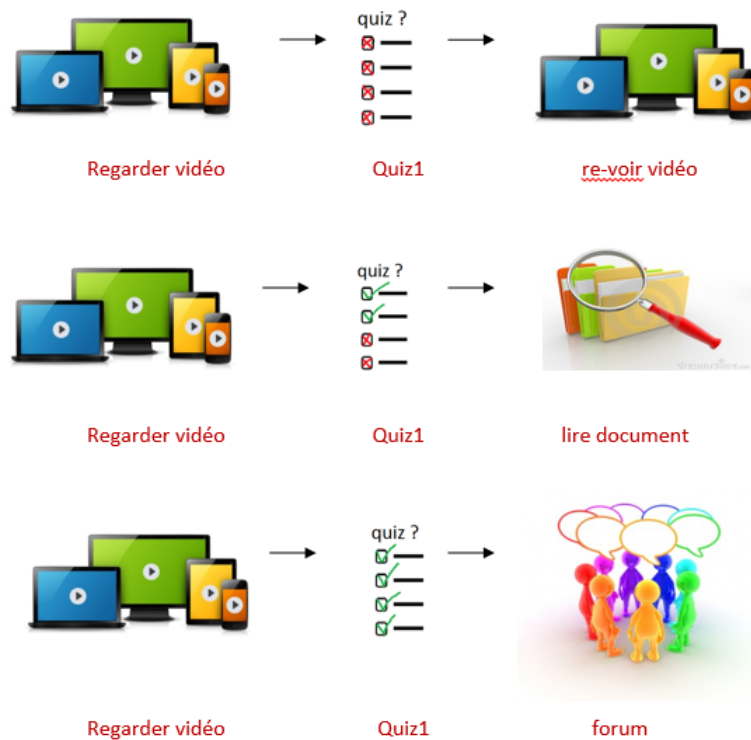 quiz ?
Regarder vidéo Quiz1 re-voir vidéo
quiz ?
Regarder vidéo Quiz1 lire document
quiz ?
Regarder vidéo Quiz1 forum